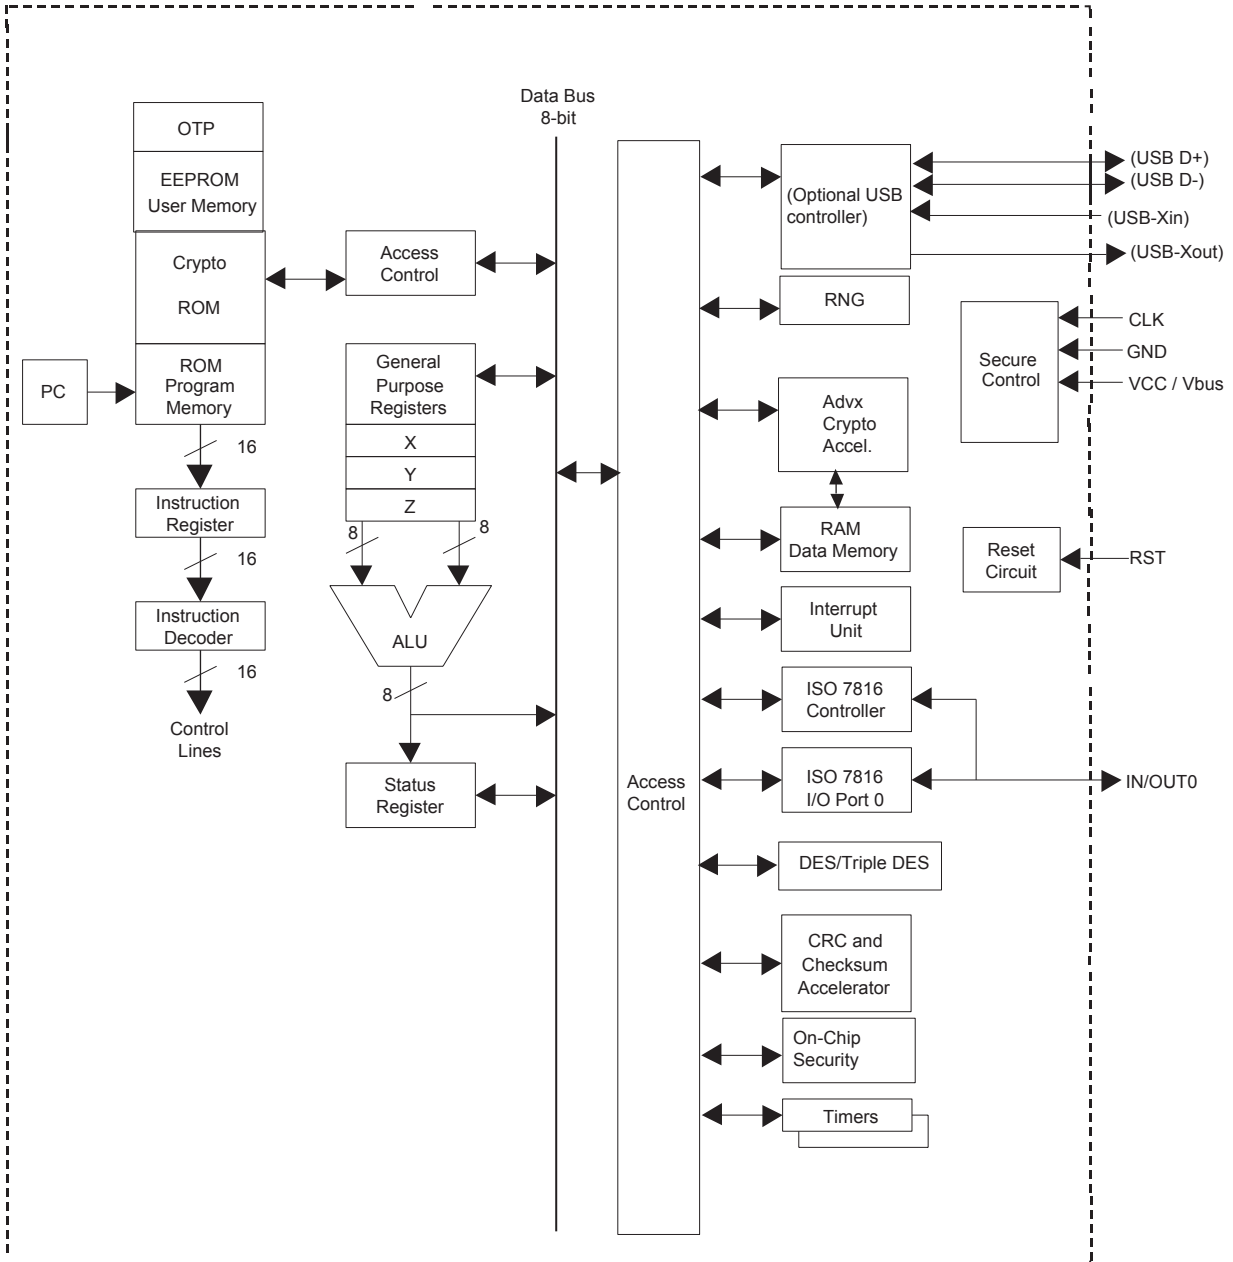 Data Bus
8-bit
OTP
EEPROM
User Memory
Crypto
ROM
ROM
Program
Memory
PC
16
Instruction
Register
16
Instruction
Decoder
16
Control
Lines
Access
Control
General
Purpose
Registers
X
Y
Z
8
8
ALU
8
Status
Register
Access
Control
(Optional USB
controller)
RNG
Advx
Crypto
Accel.
RAM
Data Memory
Interrupt
Unit
ISO 7816
Controller
ISO 7816
I/O Port 0
DES/Triple DES
CRC and
Checksum
Accelerator
On-Chip
Security
Timers
Secure
Control
Reset
Circuit
(USB D+)
(USB D-)
(USB-Xin)
(USB-Xout)
CLK
GND
VCC / Vbus
RST
IN/OUT0